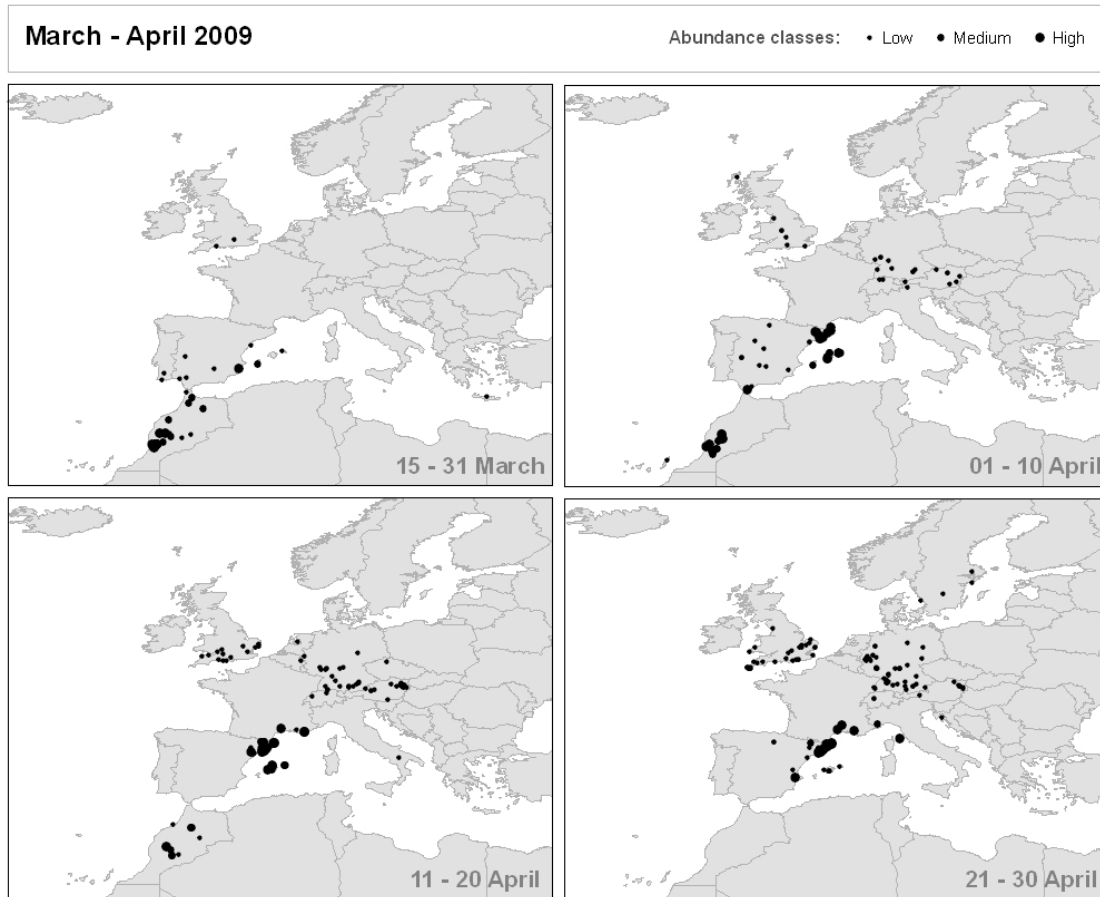 March - April 2009
Abundance classes: Low Medium High
15 - 31 March
01 - 10 April
11 - 20 April
21 - 30 April